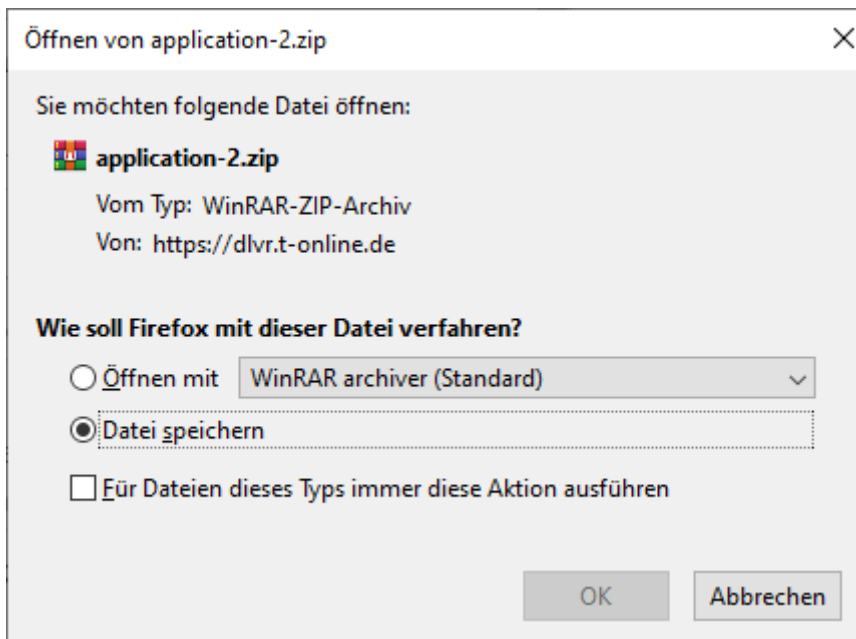 Öffnen von application-2.zip
Sie möchten folgende Datei öffnen:
application-2.zip
Vom Typ: WinRAR-ZIP-Archiv
Von: https://dlvr.t-online.de
Wie soll Firefox mit dieser Datei verfahren?
Öffnen mit WinRAR archiver (Standard)
Datei speichern
Für Dateien dieses Typs immer diese Aktion ausführen
OK Abbrechen